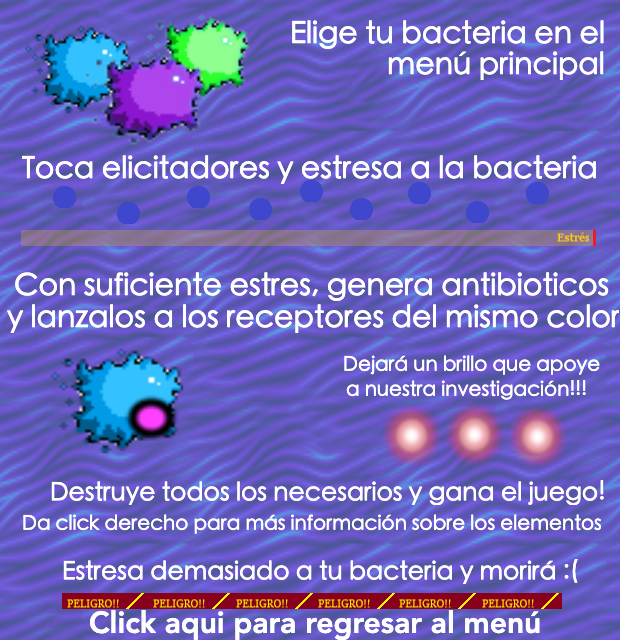 Elige tu bacteria en el
menú principal
Toca elicitadores y estresa a la bacteria
Estrés
Con suficiente estres, genera antibioticos
y lanzalos a los receptores del mismo color
Dejará un brillo que apoye
a nuestra investigación!!!
Destruye todos los necesarios y gana el juego!
Da click derecho para más información sobre los elementos
Estresa demasiado a tu bacteria y morirá :(
PELIGRO!! PELIGRO!! PELIGRO!! PELIGRO!! PELIGRO!! PELIGRO!!
Click aqui para regresar al menú